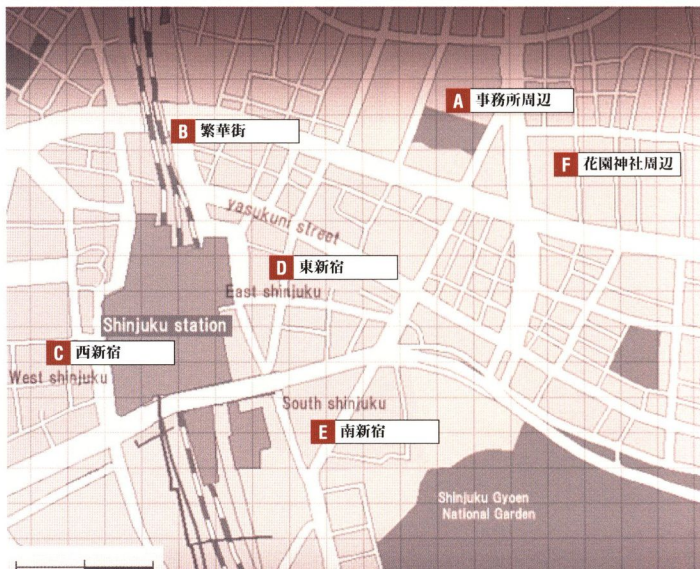 A 事務所周辺
B 繁華街
F 花園神社周辺
yasukuni street
D 東新宿
East shinjuku
Shinjuku station
C 西新宿
West shinjuku
South shinjuku
E 南新宿
Shinjuku Gyoen
National Garden